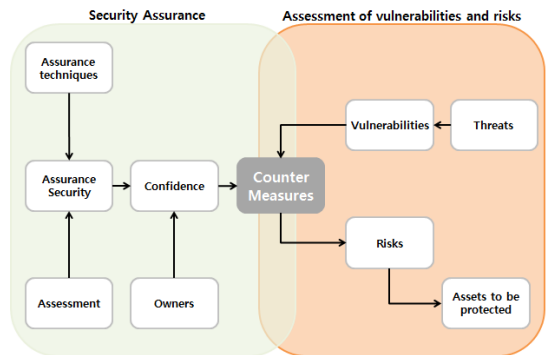 Security Assurance
Assessment of vulnerabilities and risks
Assurance
techniques
Vulnerabilities
Threats
Assurance
Security
Confidence
Counter
Measures
Risks
Assessment
Owners
Assets to be
protected